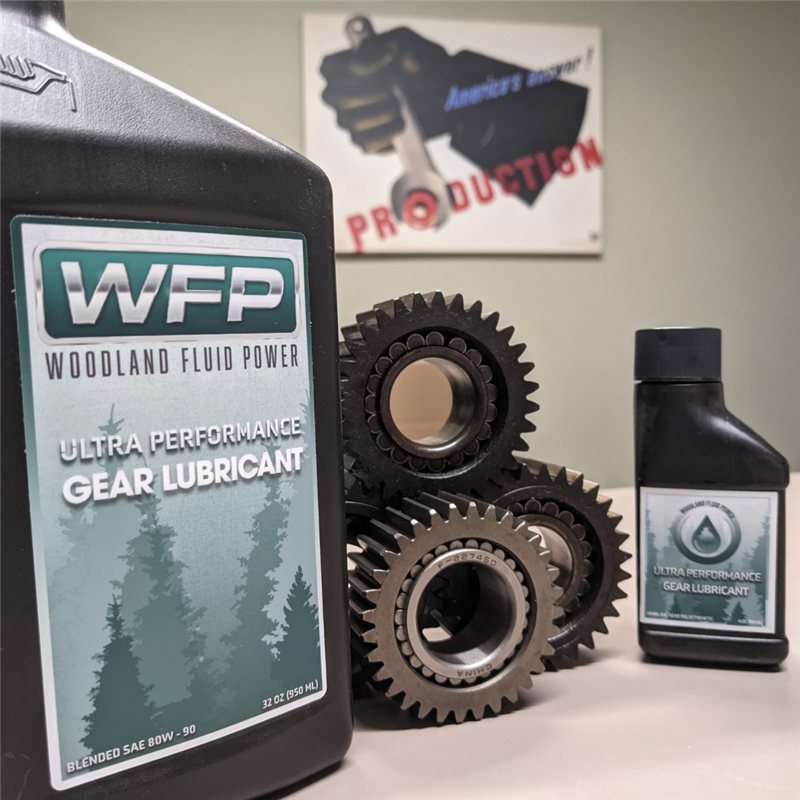 America's answer!
PRODUCTION
WFP
WOODLAND FLUID POWER
ULTRA PERFORMANCE
GEAR LUBRICANT
BLENDED SAE 80W - 90
32 OZ (950 ML)
F-227450
CHINA
WOODLAND FLUID POWER
ULTRA PERFORMANCE
GEAR LUBRICANT